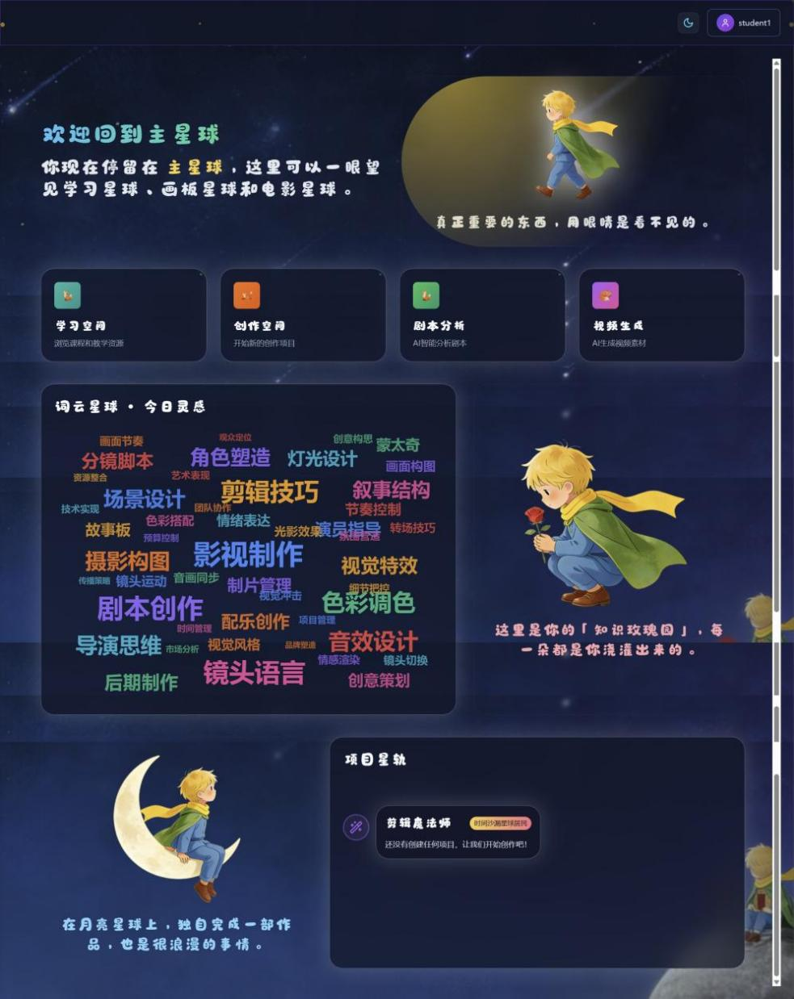 student1
欢迎回到主星球
你现在停留在 主星球，这里可以一眼望
见学习星球、画板星球和电影星球。
真正重要的东西，用眼睛是看不见的。
学习空间
浏览课程和教学资源
创作空间
开始新的创作项目
剧本分析
AI智能分析剧本
视频生成
AI生成视频素材
词云星球 · 今日灵感
画面节奏 观众定位 创意构思 蒙太奇
分镜脚本 角色塑造 灯光设计 画面构图
资源整合 艺术表现
场景设计 剪辑技巧 叙事结构
技术实现 团队协作 节奏控制
色彩搭配 情绪表达
故事板 预算控制 光影效果 演员指导 转场技巧
摄影构图 影视制作 视觉特效
传播策略 镜头运动 音画同步 制片管理 细节把控
视觉冲击
剧本创作 色彩调色
时间管理 配乐创作 项目管理
导演思维 市场分析 视觉风格 品牌塑造 音效设计
情感渲染 镜头切换
后期制作 镜头语言 创意策划
这里是你的「知识玫瑰园」，每
一朵都是你浇灌出来的。
项目星轨
剪辑魔法师 时间沙漏星球居民
还没有创建任何项目，让我们开始创作吧！
在月亮星球上，独自完成一部作
品，也是很浪漫的事情。